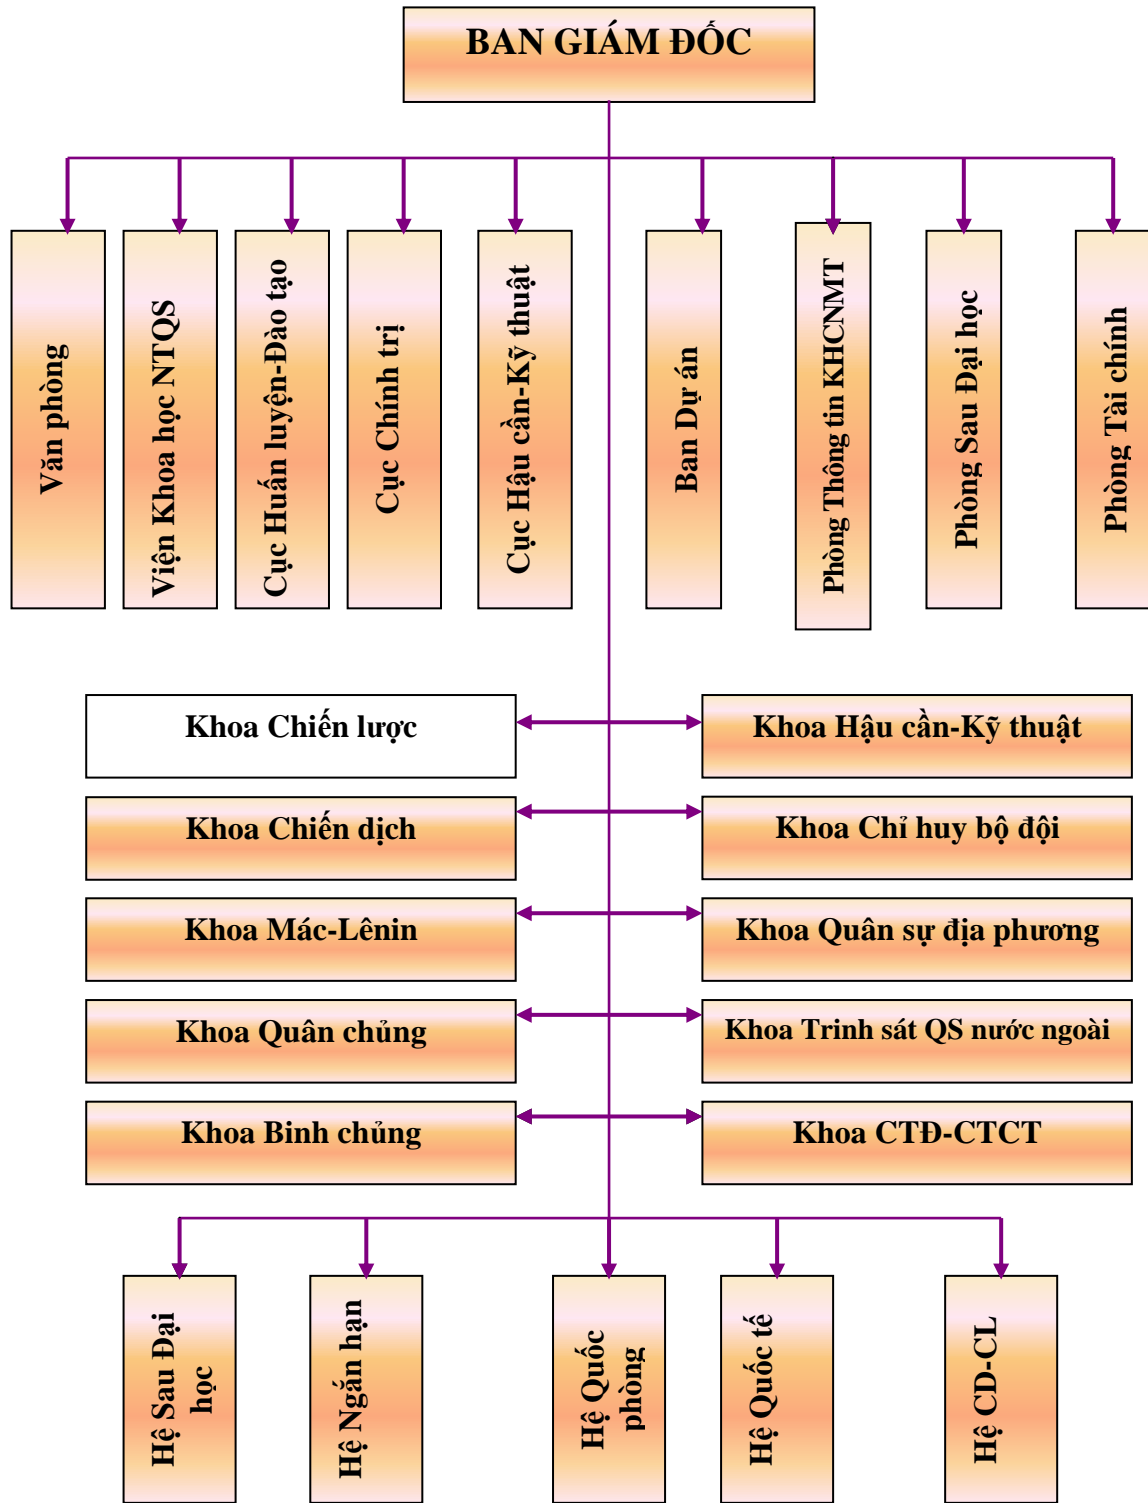 BAN GIÁM ĐỐC
Văn phòng
Viện Khoa học NTQS
Cục Huấn luyện-Đào tạo
Cục Chính trị
Cục Hậu cần-Kỹ thuật
Ban Dự án
Phòng Thông tin KHCNMT
Phòng Sau Đại học
Phòng Tài chính
Khoa Chiến lược
Khoa Hậu cần-Kỹ thuật
Khoa Chiến dịch
Khoa Chỉ huy bộ đội
Khoa Mác-Lênin
Khoa Quân sự địa phương
Khoa Quân chủng
Khoa Trinh sát QS nước ngoài
Khoa Binh chủng
Khoa CTĐ-CTCT
Hệ Sau Đại
học
Hệ Ngắn hạn
Hệ Quốc
phòng
Hệ Quốc tế
Hệ CD-CL